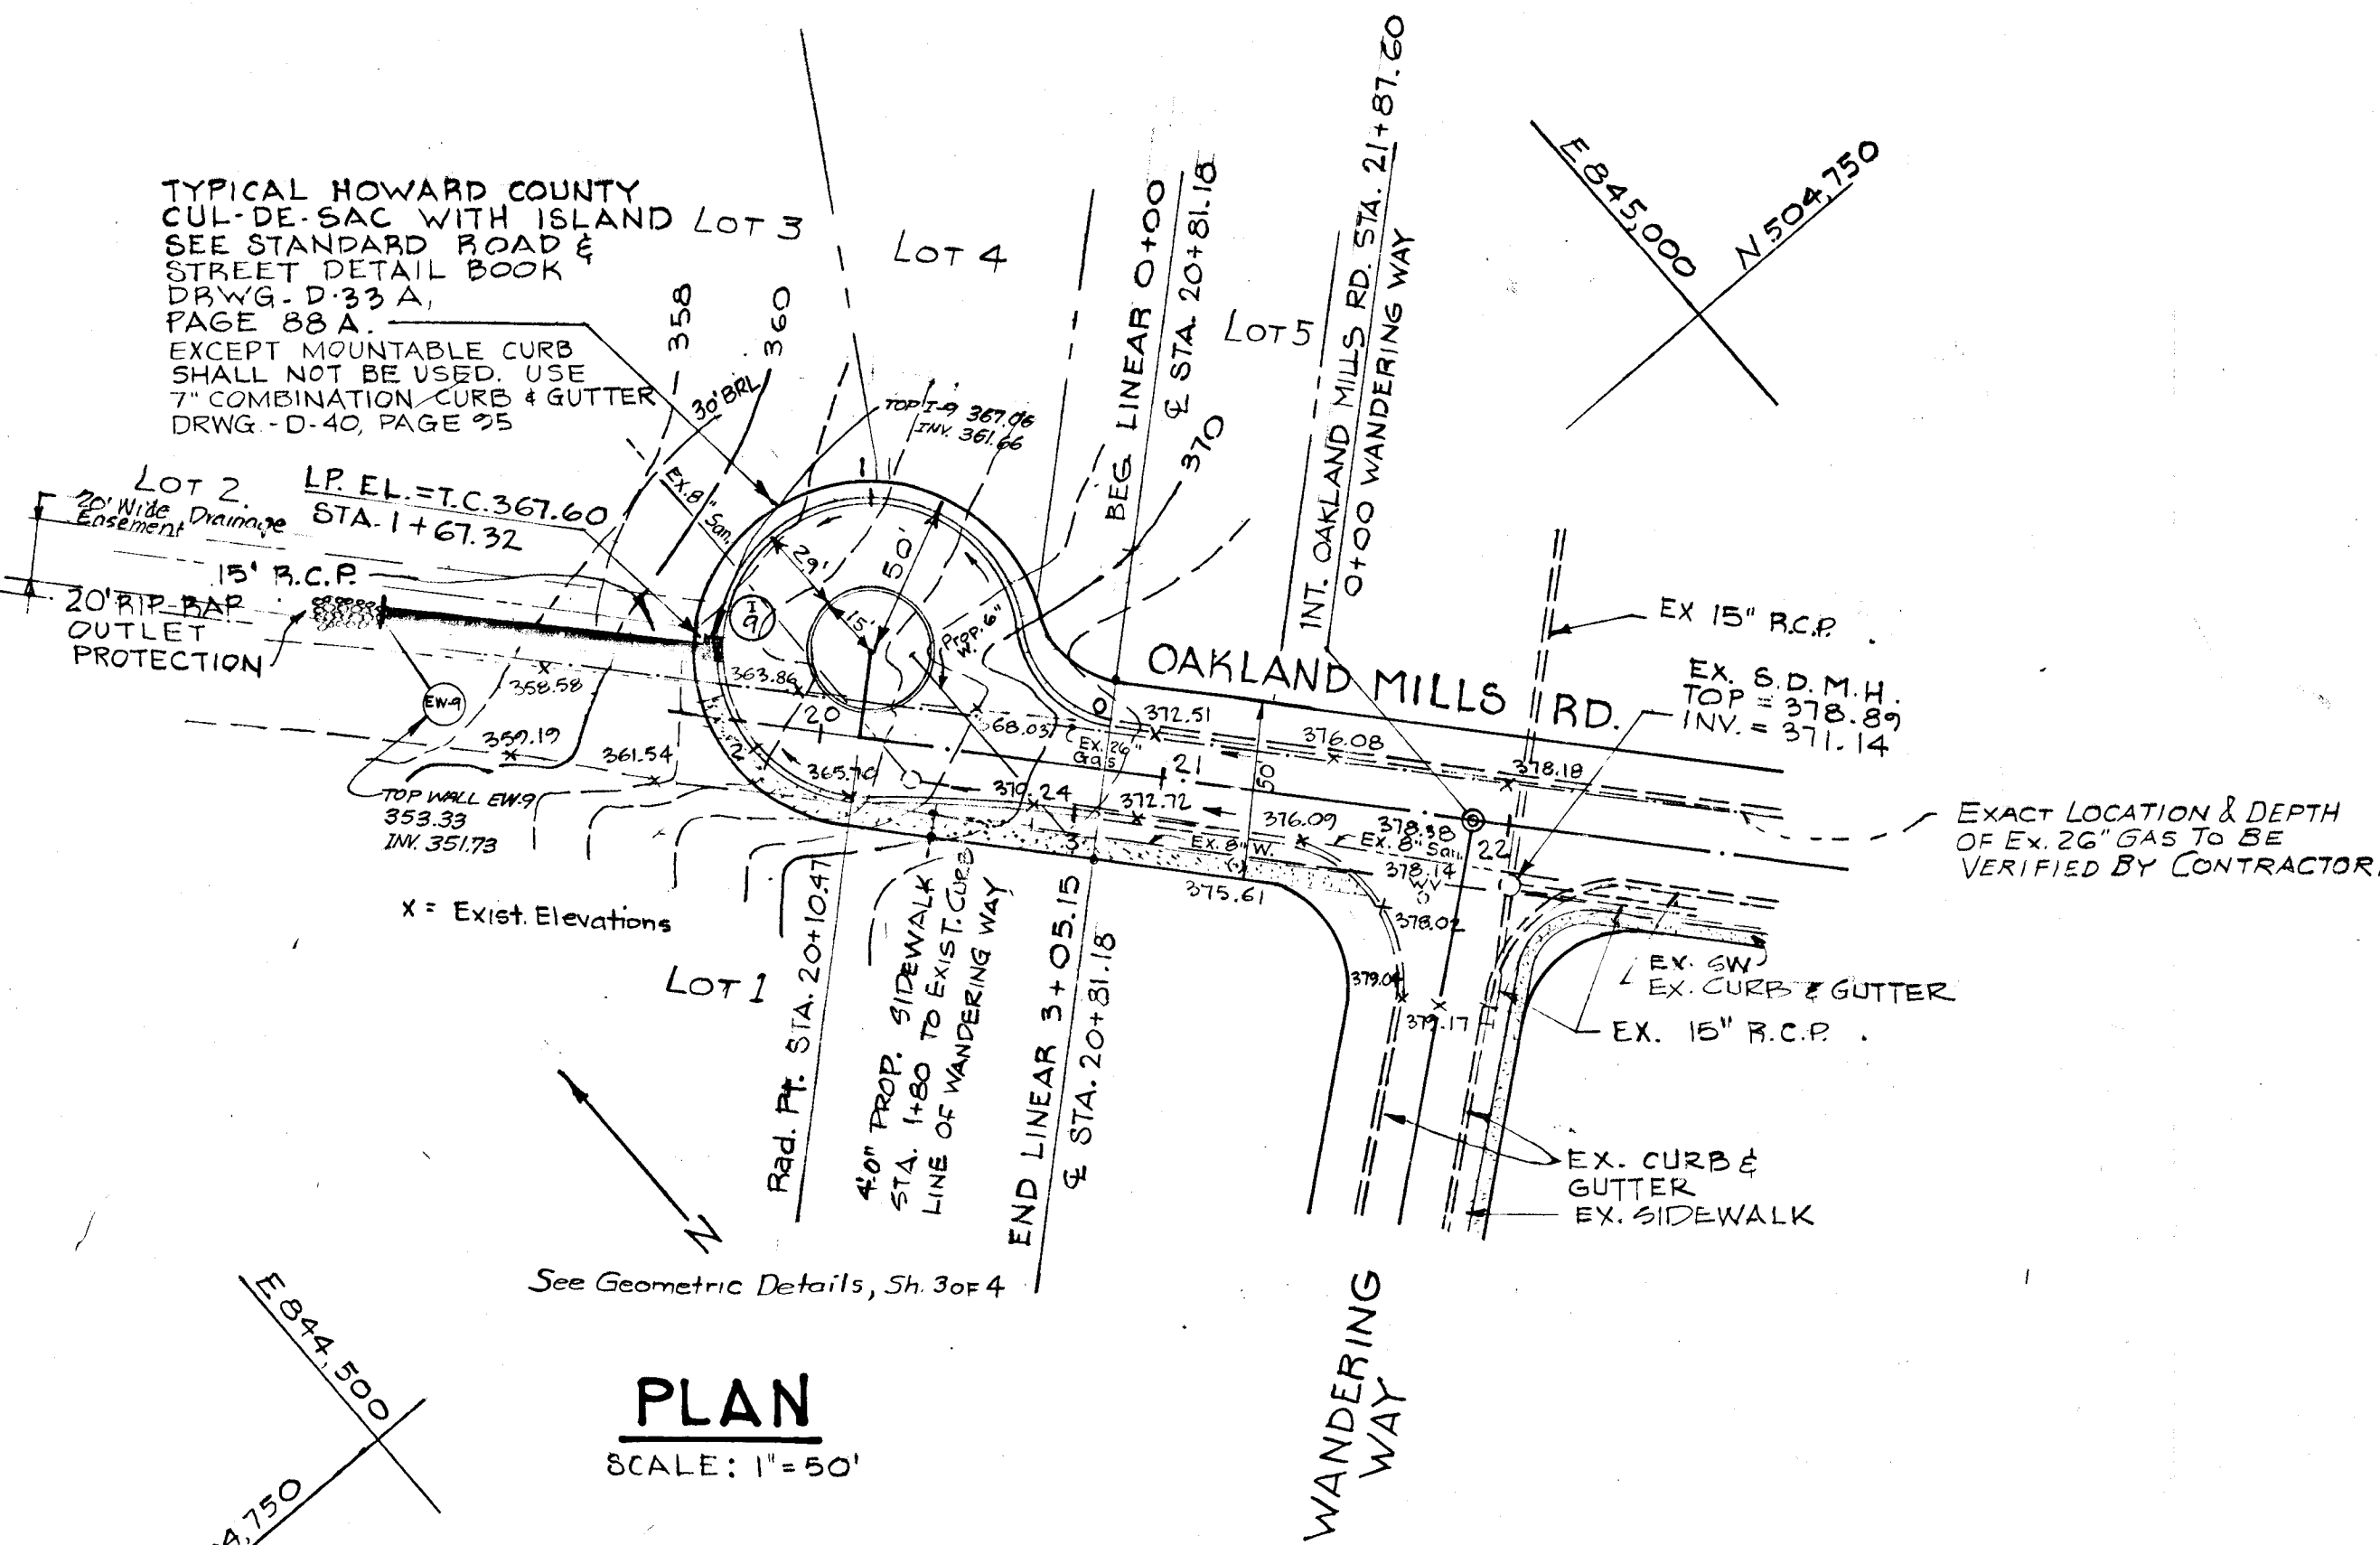 TYPICAL HOWARD COUNTY
CUL-DE-SAC WITH ISLAND
SEE STANDARD ROAD &
STREET DETAIL BOOK
DRWG- D-33 A,
PAGE 88 A.
EXCEPT MOUNTABLE CURB
SHALL NOT BE USED. USE
7" COMBINATION CURB & GUTTER
DRWG.-D-40, PAGE 95
LOT 3
LOT 4
LOT 5
358
360
30' BRL
TOP I-9 367.06
INV. 361.66
BEG. LINEAR 0+00
℄ STA. 20+81.18
370
INT. OAKLAND MILLS RD. STA. 21+87.60
0+00 WANDERING WAY
E 845,000
N 504,750
LOT 2
20' Wide Drainage
Easement
LP. EL.=T.C.367.60
STA-1+67.32
EX. 8" San.
15' R.C.P.
20' RIP-RAP
OUTLET
PROTECTION
EW-9
358.58
359.19
361.54
TOP WALL EW-9
353.33
INV. 351.73
X = Exist. Elevations
I
9
29'
50'
15'
Prop. 6"
W.
1
363.86
20
2
365.70
368.03
0
EX. 26"
Gas
372.51
OAKLAND MILLS RD.
376.08
378.18
21
50'
370.24
372.72
376.09
378.38
3
EX. 8" W.
EX. 8" San.
22
378.14
WV
375.61
378.02
379.04
379.17
EX 15" R.C.P.
EX. S.D.M.H.
TOP = 378.89
INV. = 371.14
EXACT LOCATION & DEPTH
OF EX. 26" GAS TO BE
VERIFIED BY CONTRACTOR.
EX. SW
EX. CURB & GUTTER
EX. 15" R.C.P.
LOT 1
Rad. Pt. STA. 20+10.47
4'0" PROP. SIDEWALK
STA. 1+80 TO EXIST. CURB
LINE OF WANDERING WAY
END LINEAR 3+05.15
℄ STA. 20+81.18
EX. CURB &
GUTTER
EX. SIDEWALK
N
See Geometric Details, Sh. 3 OF 4
WANDERING
WAY
E 844,500
4,750
PLAN
SCALE: 1"=50'